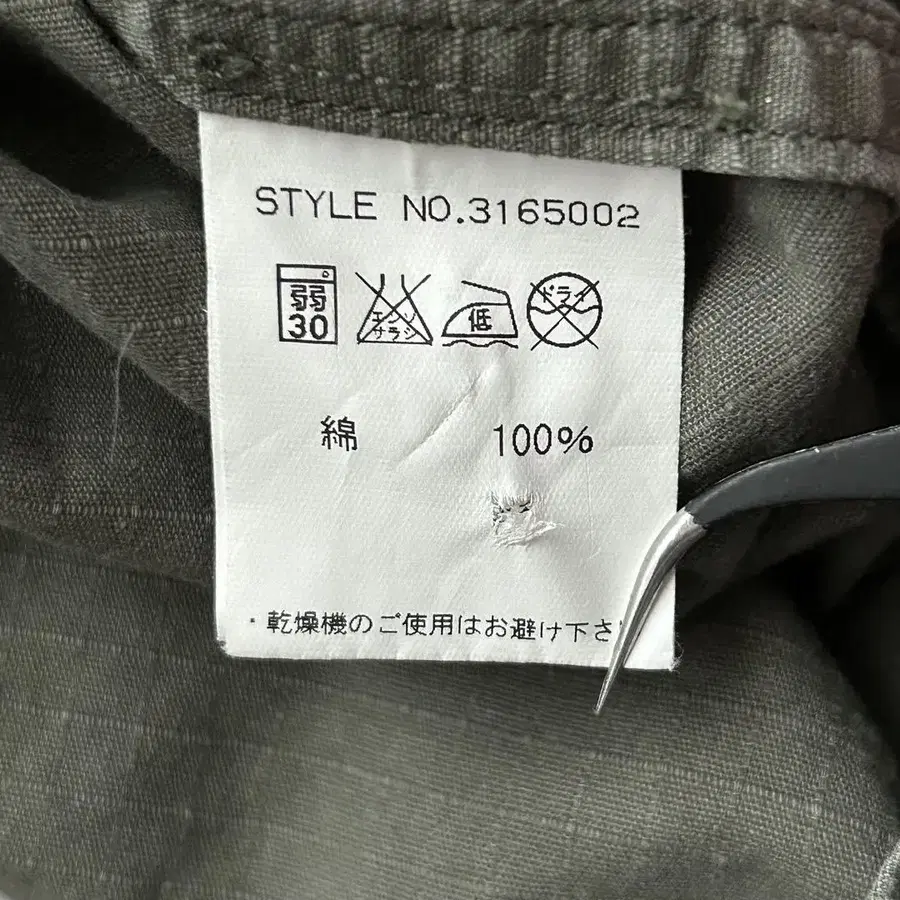 STYLE NO.3165002
弱 30 エンソサラシ 低 ドライ
綿 100%
・乾燥機のご使用はお避け下さ